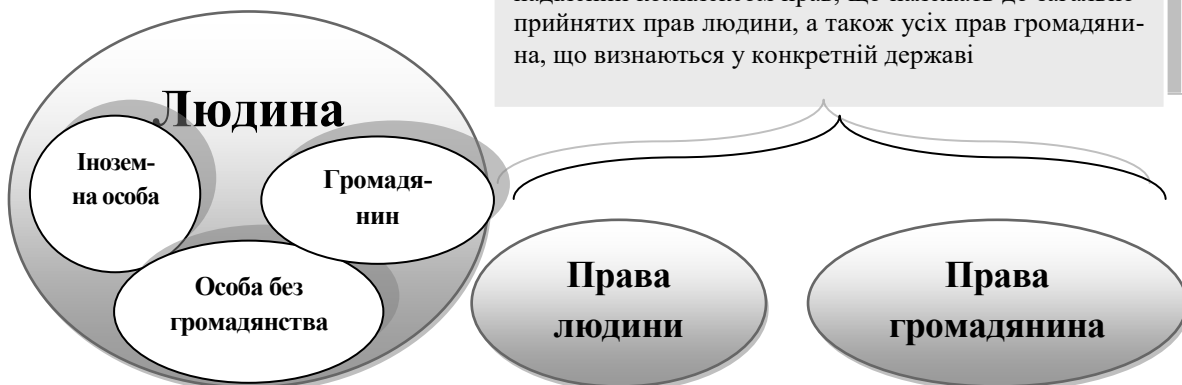 прийнятих прав людини, а також усіх прав громадяни-
на, що визнаються у конкретній державі
Людина
Інозем-
на особа
Громадя-
нин
Особа без
громадянства
Права
людини
Права
громадянина